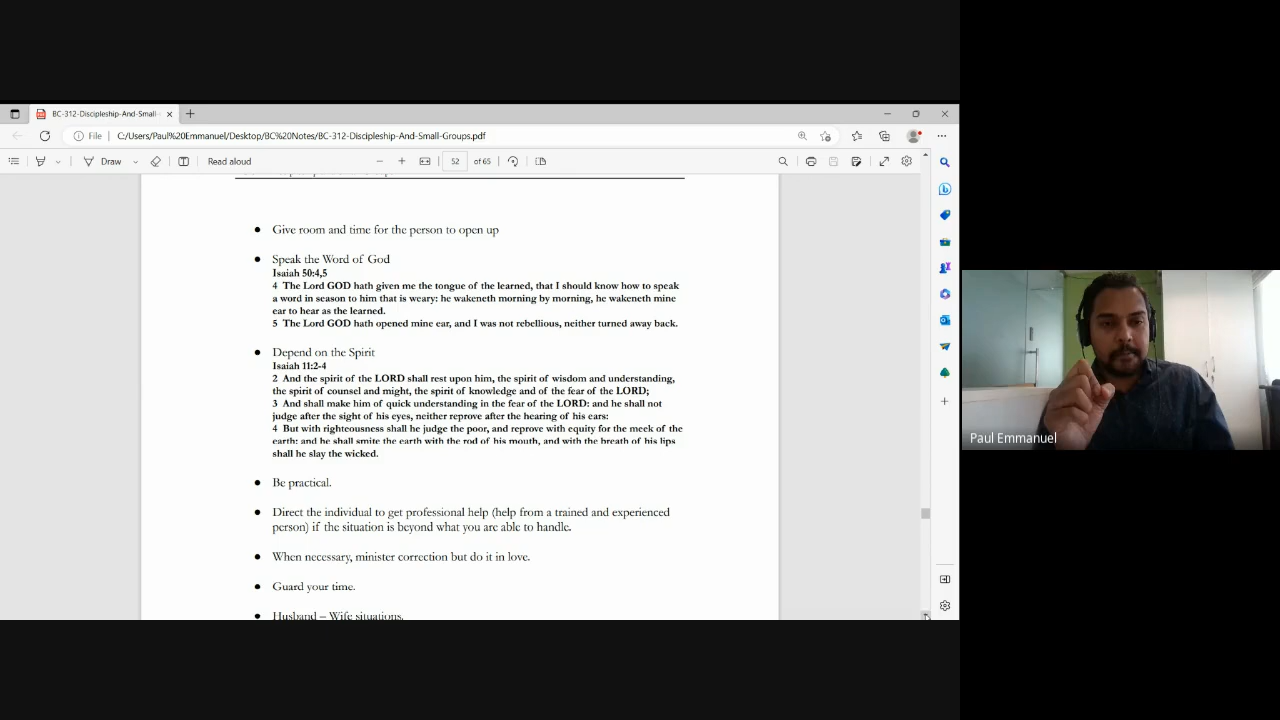 BC-312-Discipleship-And-Small-
File
C:/Users/Paul%20Emmanuel/Desktop/BC%20Notes/BC-312-Discipleship-And-Small-Groups.pdf
Draw
Read aloud
52 of 65
● Give room and time for the person to open up
● Speak the Word of God
Isaiah 50:4,5
4 The Lord GOD hath given me the tongue of the learned, that I should know how to speak
a word in season to him that is weary: he wakeneth morning by morning, he wakeneth mine
ear to hear as the learned.
5 The Lord GOD hath opened mine ear, and I was not rebellious, neither turned away back.
● Depend on the Spirit
Isaiah 11:2-4
2 And the spirit of the LORD shall rest upon him, the spirit of wisdom and understanding,
the spirit of counsel and might, the spirit of knowledge and of the fear of the LORD;
3 And shall make him of quick understanding in the fear of the LORD: and he shall not
judge after the sight of his eyes, neither reprove after the hearing of his ears:
4 But with righteousness shall he judge the poor, and reprove with equity for the meek of the
earth: and he shall smite the earth with the rod of his mouth, and with the breath of his lips
shall he slay the wicked.
● Be practical.
● Direct the individual to get professional help (help from a trained and experienced
person) if the situation is beyond what you are able to handle.
● When necessary, minister correction but do it in love.
● Guard your time.
● Husband – Wife situations.
Paul Emmanuel